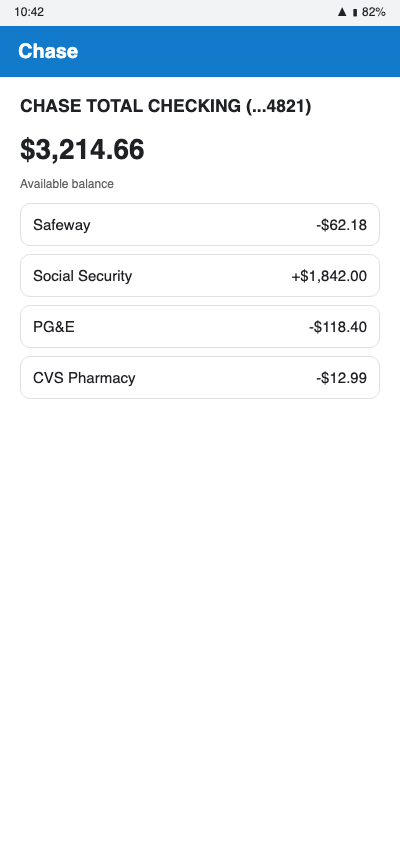 10:42 82%
Chase
CHASE TOTAL CHECKING (...4821)
$3,214.66
Available balance
Safeway -$62.18
Social Security +$1,842.00
PG&E -$118.40
CVS Pharmacy -$12.99